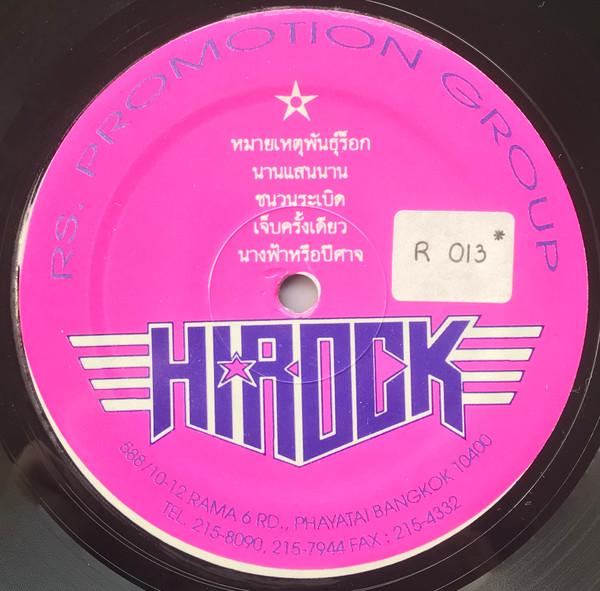 RS. PROMOTION GROUP
หมายเหตุพันธุ์ร็อก
นานแสนนาน
ชนวนระเบิด
เจ็บครั้งเดียว
นางฟ้าหรือปีศาจ
R 013*
HIROCK
588/10-12 RAMA 6 RD., PHAYATAI BANGKOK 10400
TEL. 215-8090, 215-7944 FAX : 215-4332